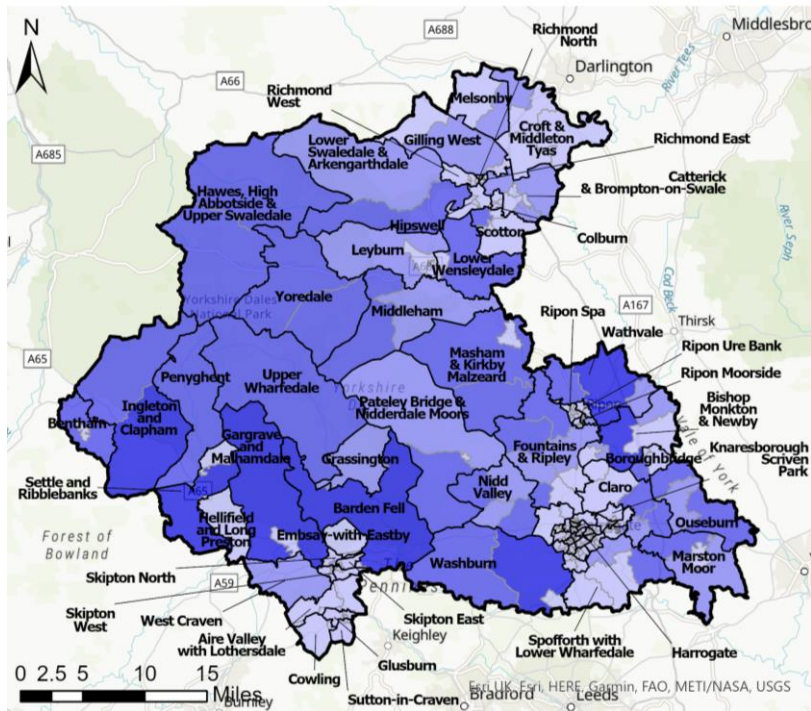 N
A688
Middlesbro
Richmond
North
Darlington
River Tees
A66
Richmond
West
Melsonby
Lower
Swaledale &
Arkengarthdale
Gilling West
Croft &
Middleton
Tyas
Richmond East
A685
Catterick
& Brompton-on-Swale
Hawes, High
Abbotside &
Upper Swaledale
Hipswell
Scotton
Colburn
River Seph
Leyburn
Lower
Wensleydale
Cod Beck
Yorkshire Dales
National Park
Yoredale
Middleham
Ripon Spa
A167
Wathvale
Thirsk
A65
Masham
& Kirkby
Malzeard
Ripon Ure Bank
Ripon Moorside
Penyghent
Upper
Wharfedale
Yorkshire
Bishop
Monkton
& Newby
Bentham
Ingleton
and
Clapham
Pateley Bridge &
Nidderdale Moors
Gargrave
and
Malhamdale
Grassington
Fountains
& Ripley
Boroughbridge
Vale of York
Knaresborough
Scriven
Park
Settle and
Ribblebanks
A65
Nidd
Valley
Claro
Barden Fell
Hellifield
and Long
Preston
Embsay-with-Eastby
Ouseburn
Forest of
Bowland
Washburn
Marston
Moor
Skipton North
A59
Skipton
West
West Craven
Skipton East
Aire Valley
with Lothersdale
Keighley
Spofforth with
Lower Wharfedale
Harrogate
Glusburn
Cowling
Sutton-in-Craven
0 2.5 5 10 15
Miles
Burnley
Bradford
Leeds
Esri UK, Esri, HERE, Garmin, FAO, METI/NASA, USGS